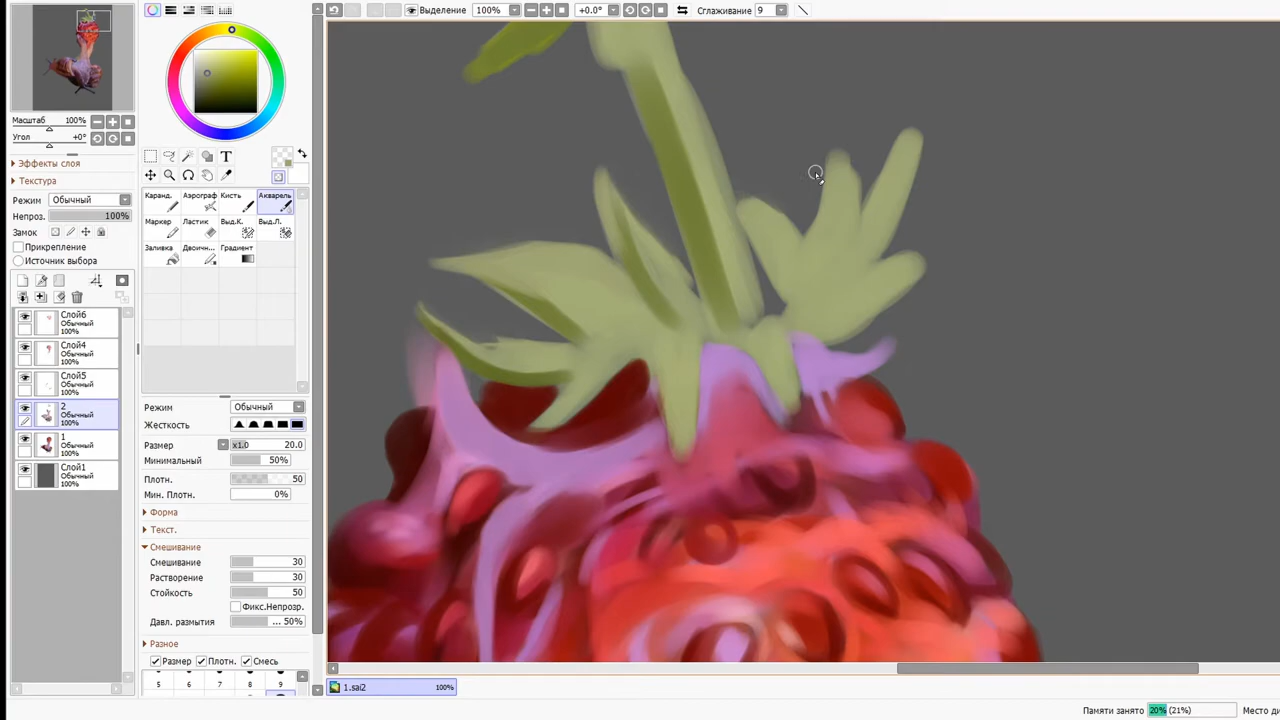 Выделение 100% +0.0° Сглаживание 9
Масштаб 100%
Угол +0°
Эффекты слоя
Текстура
Режим Обычный
Непроз. 100%
Замок
Прикрепление
Источник выбора
Слой6
Обычный
100%
Слой4
Обычный
100%
Слой5
Обычный
100%
2
Обычный
100%
1
Обычный
100%
Слой1
Обычный
100%
T
Каранд. Аэрограф Кисть Акварель
Маркер Ластик Выд.К. Выд.Л.
Заливка Двоичн... Градиент
Режим Обычный
Жесткость
Размер x1.0 20.0
Минимальный 50%
Плотн. 50
Мин. Плотн. 0%
Форма
Текст.
Смешивание
Смешивание 30
Растворение 30
Стойкость 50
Фикс.Непрозр.
Давл. размытия ... 50%
Разное
Размер Плотн. Смесь
5 6 7 8 9
1.sai2 100%
Памяти занято 20% (21%) Место ди